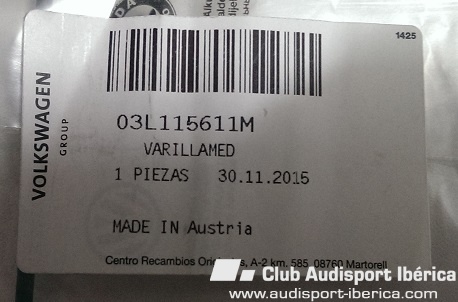 1425
VOLKSWAGEN
GROUP
03L115611M
VARILLAMED
1 PIEZAS 30.11.2015
MADE IN Austria
Centro Recambios A-2 km. 585, 08760 Martorell
Club Audisport Ibérica
www.audisport-iberica.com